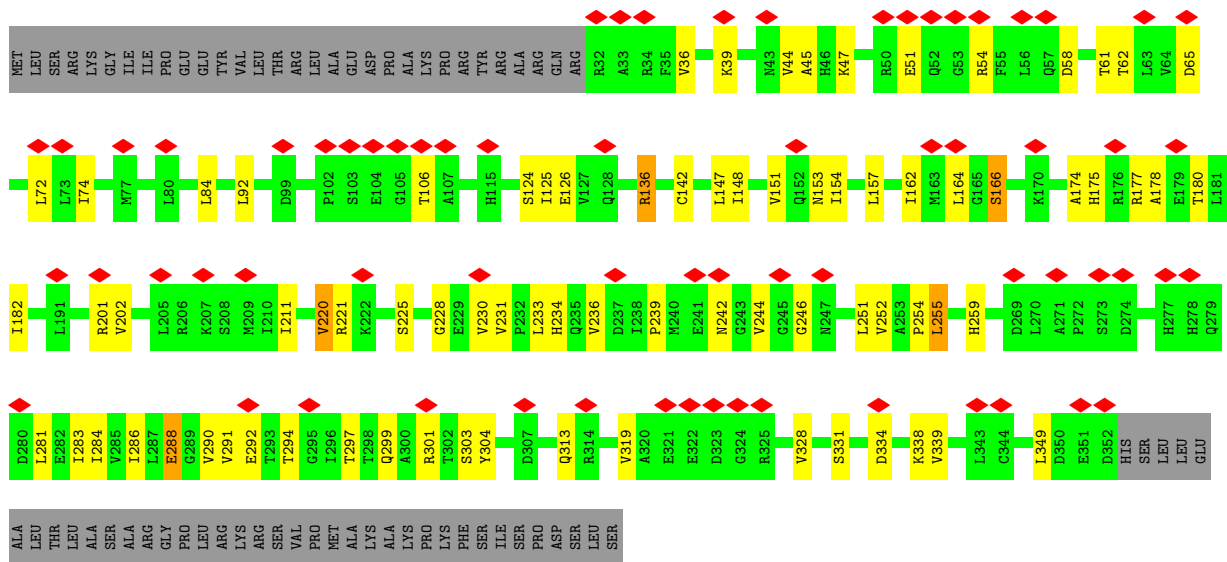 MET LEU SER ARG LYS GLY ILE ILE PRO GLU GLU TYR VAL LEU THR ARG LEU ALA GLU ASP PRO ALA LYS PRO ARG TYR ARG ALA ARG GLN ARG R32 A33 R34 F35 V36 K39 N43 V44 A45 H46 K47 R50 E51 Q52 G53 R54 F55 L56 Q57 D58 T61 T62 L63 V64 D65
L72 L73 I74 M77 L80 L84 L92 D99 P102 S103 E104 G105 T106 A107 H115 S124 I125 E126 V127 Q128 R136 C142 L147 I148 V151 Q152 N153 I154 L157 I162 M163 L164 G165 S166 K170 A174 H175 R176 R177 A178 E179 T180 L181
I182 L191 R201 V202 L205 R206 K207 S208 M209 I210 I211 V220 R221 K222 S225 G228 E229 V230 V231 P232 L233 H234 Q235 V236 D237 I238 P239 M240 E241 N242 G243 V244 G245 G246 N247 L251 V252 A253 P254 L255 H259 D269 L270 A271 P272 S273 D274 H277 H278 Q279
D280 L281 E282 I283 I284 V285 I286 L287 E288 G289 V290 V291 E292 T293 T294 G295 I296 T297 T298 Q299 A300 R301 T302 S303 Y304 D307 Q313 R314 V319 A320 E321 E322 D323 G324 R325 V328 S331 D334 K338 V339 L343 C344 L349 D350 E351 D352 HIS SER LEU LEU GLU
ALA LEU THR LEU ALA SER ALA ARG GLY PRO LEU ARG LYS ARG SER VAL PRO MET ALA LYS ALA LYS PRO LYS PHE SER ILE SER PRO ASP SER LEU SER